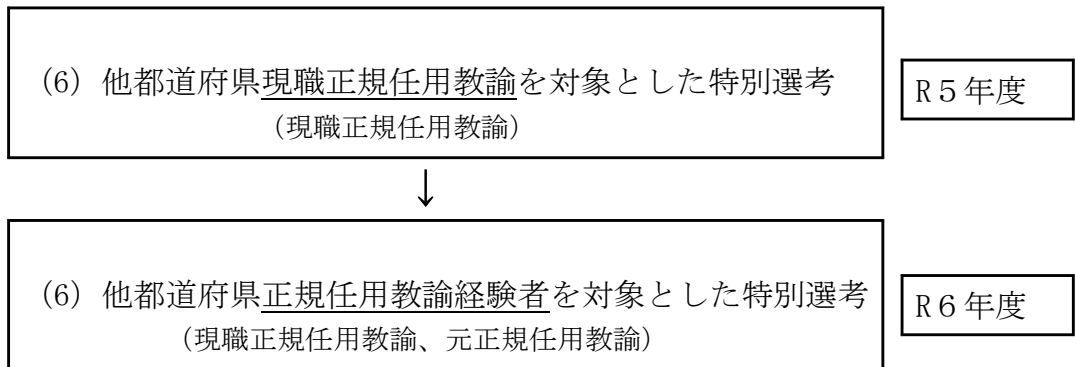 (6) 他都道府県現職正規任用教諭を対象とした特別選考
(現職正規任用教諭)
R5年度
↓
(6) 他都道府県正規任用教諭経験者を対象とした特別選考
(現職正規任用教諭、元正規任用教諭)
R6年度